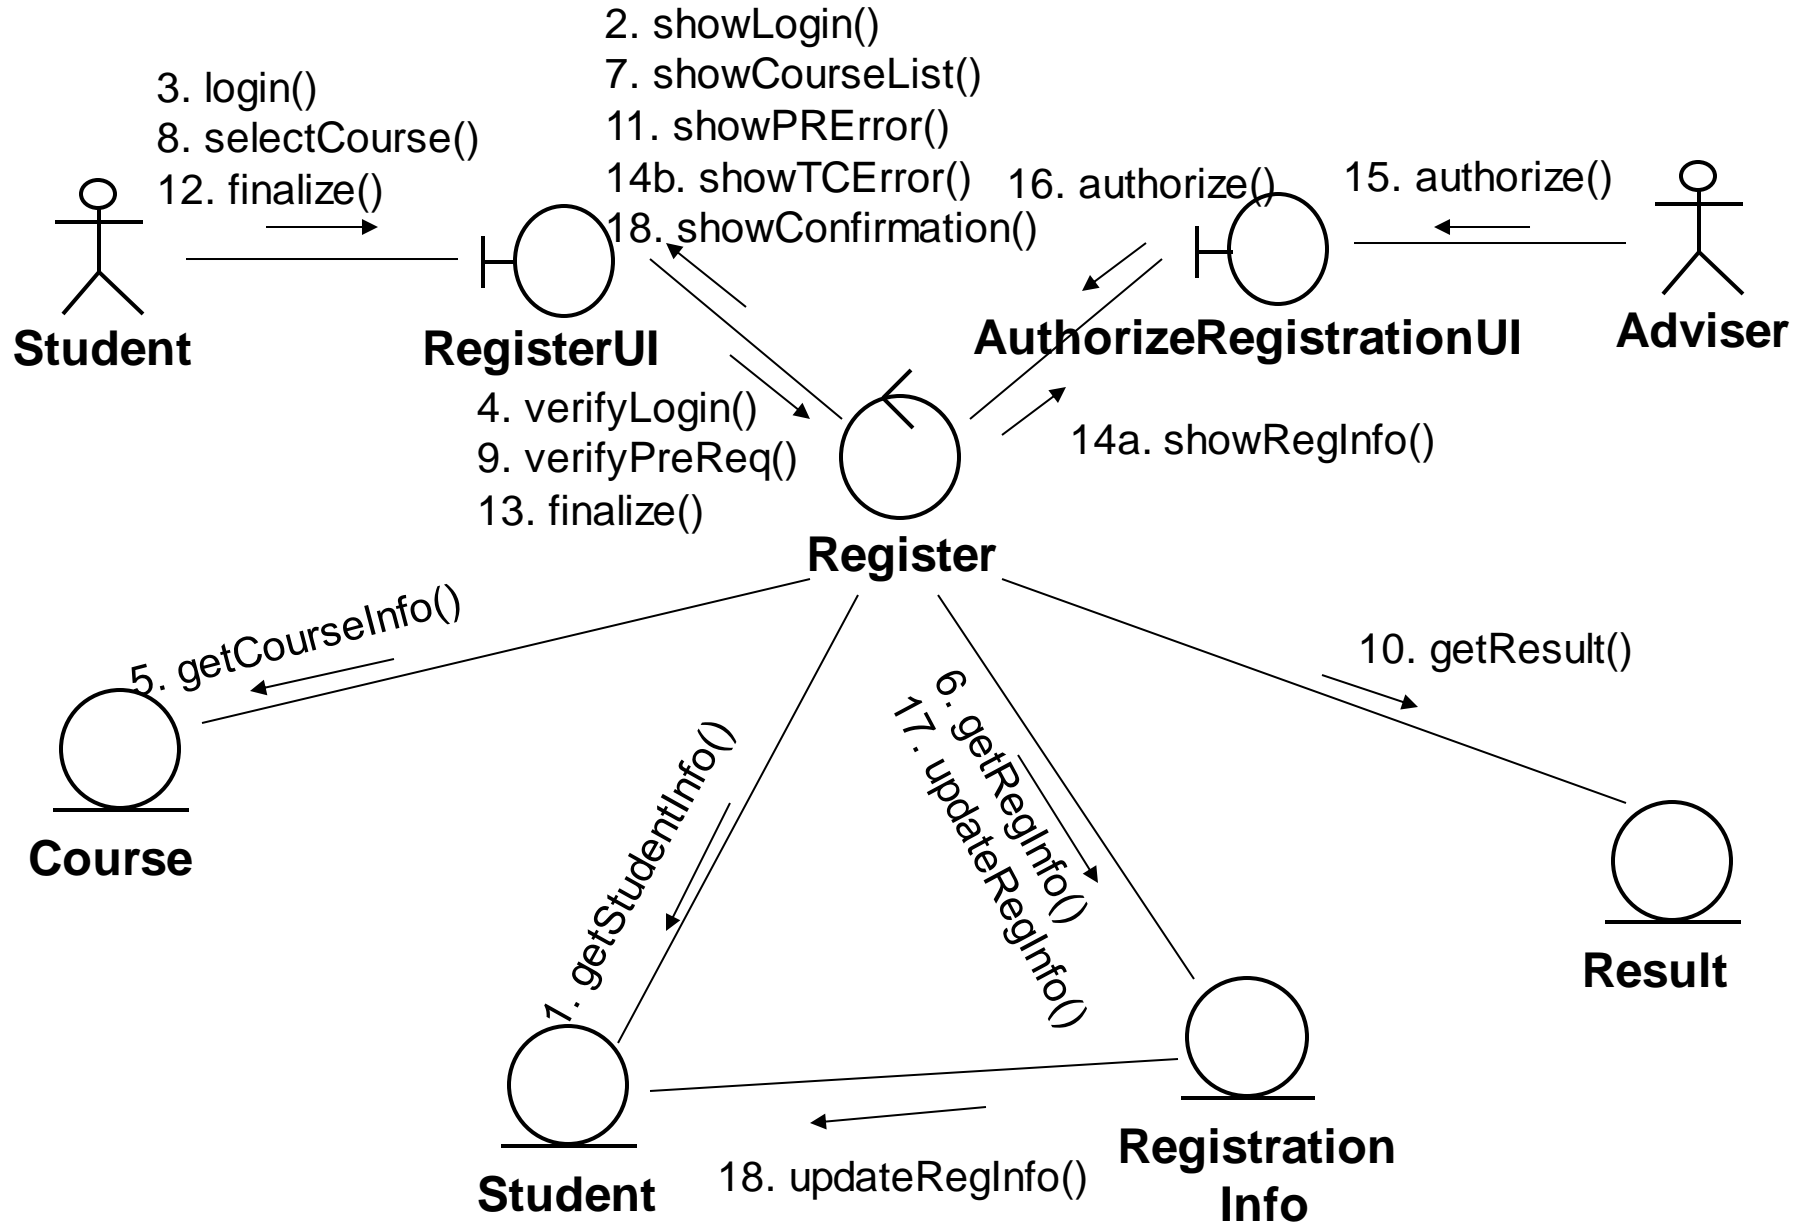 2. showLogin()
7. showCourseList()
11. showPRError()
14b. showTCError()
18. showConfirmation()
3. login()
8. selectCourse()
12. finalize()
16. authorize()
15. authorize()
Student
RegisterUI
AuthorizeRegistrationUI
Adviser
4. verifyLogin()
9. verifyPreReq()
13. finalize()
14a. showRegInfo()
Register
5. getCourseInfo()
10. getResult()
6. getRegInfo()
17. updateRegInfo()
1. getStudentInfo()
Course
Result
Student
18. updateRegInfo()
Registration
Info